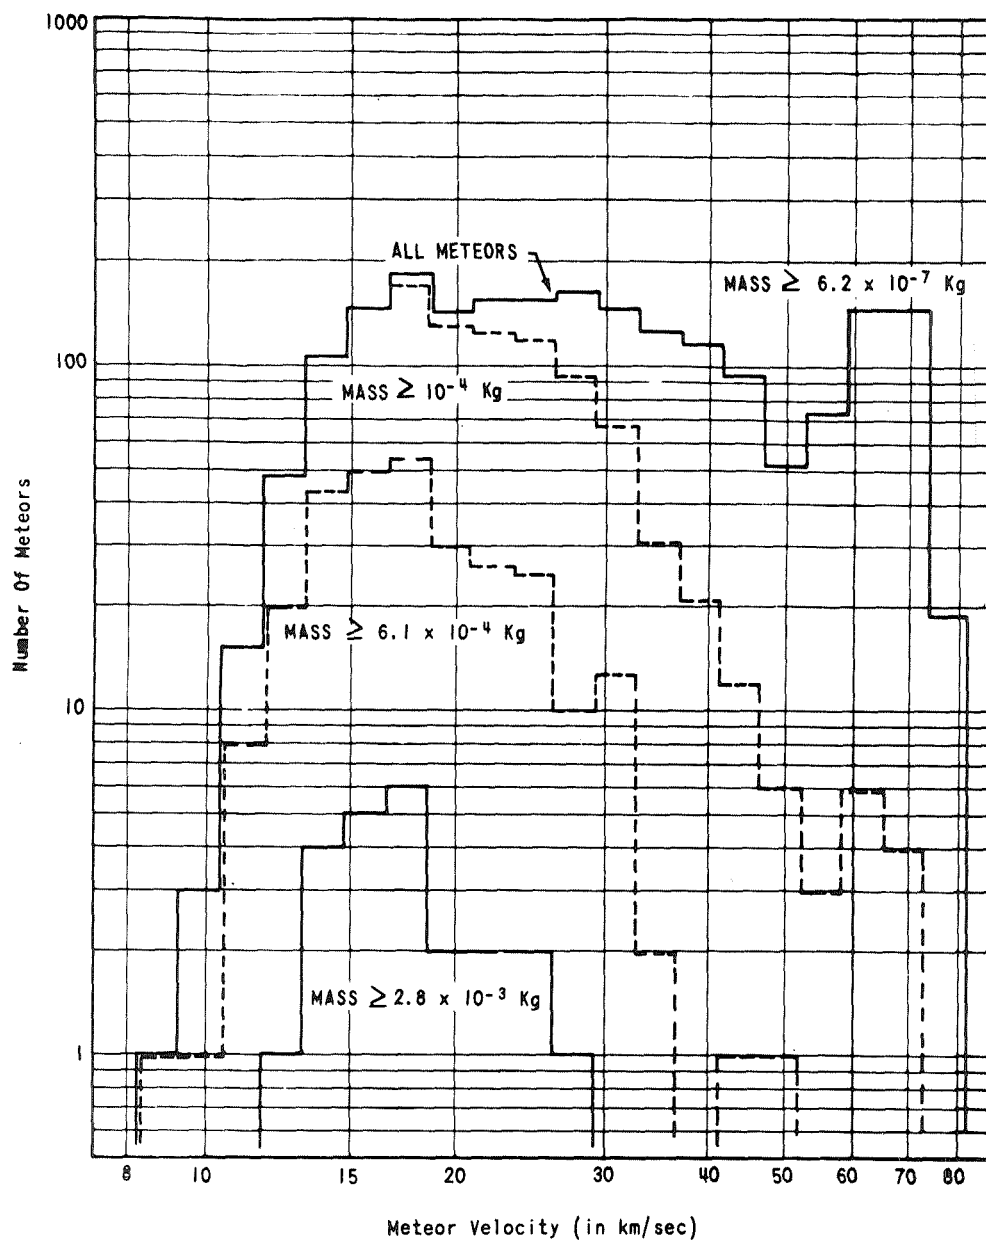 1000
ALL METEORS
MASS ≥ 6.2 x 10⁻⁷ Kg
100
MASS ≥ 10⁻⁴ Kg
Number Of Meteors
MASS ≥ 6.1 x 10⁻⁴ Kg
10
MASS ≥ 2.8 x 10⁻³ Kg
1
8 10 15 20 30 40 50 60 70 80
Meteor Velocity (in km/sec)